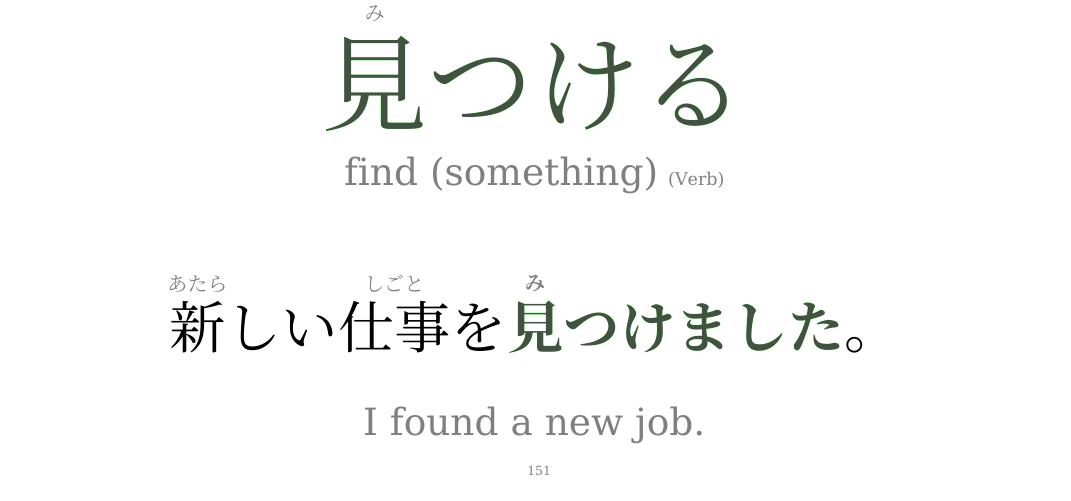 み
見つける
find (something) (Verb)
あたら しごと み
新しい仕事を見つけました。
I found a new job.
151